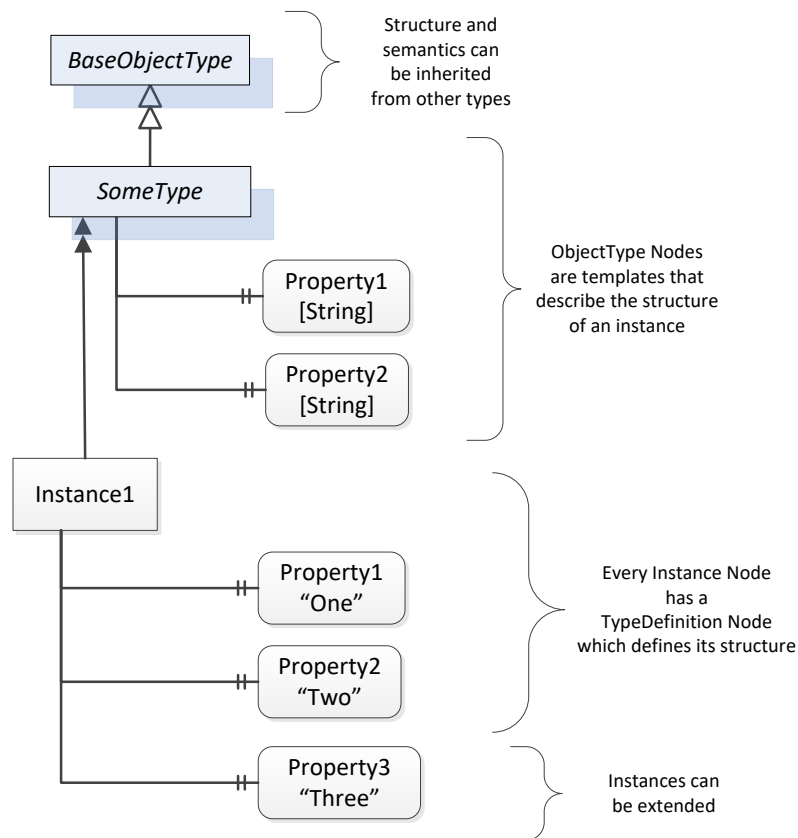 BaseObjectType
Structure and
semantics can
be inherited
from other types
SomeType
Property1
[String]
Property2
[String]
ObjectType Nodes
are templates that
describe the structure
of an instance
Instance1
Property1
“One”
Property2
“Two”
Every Instance Node
has a
TypeDefinition Node
which defines its structure
Property3
“Three”
Instances can
be extended